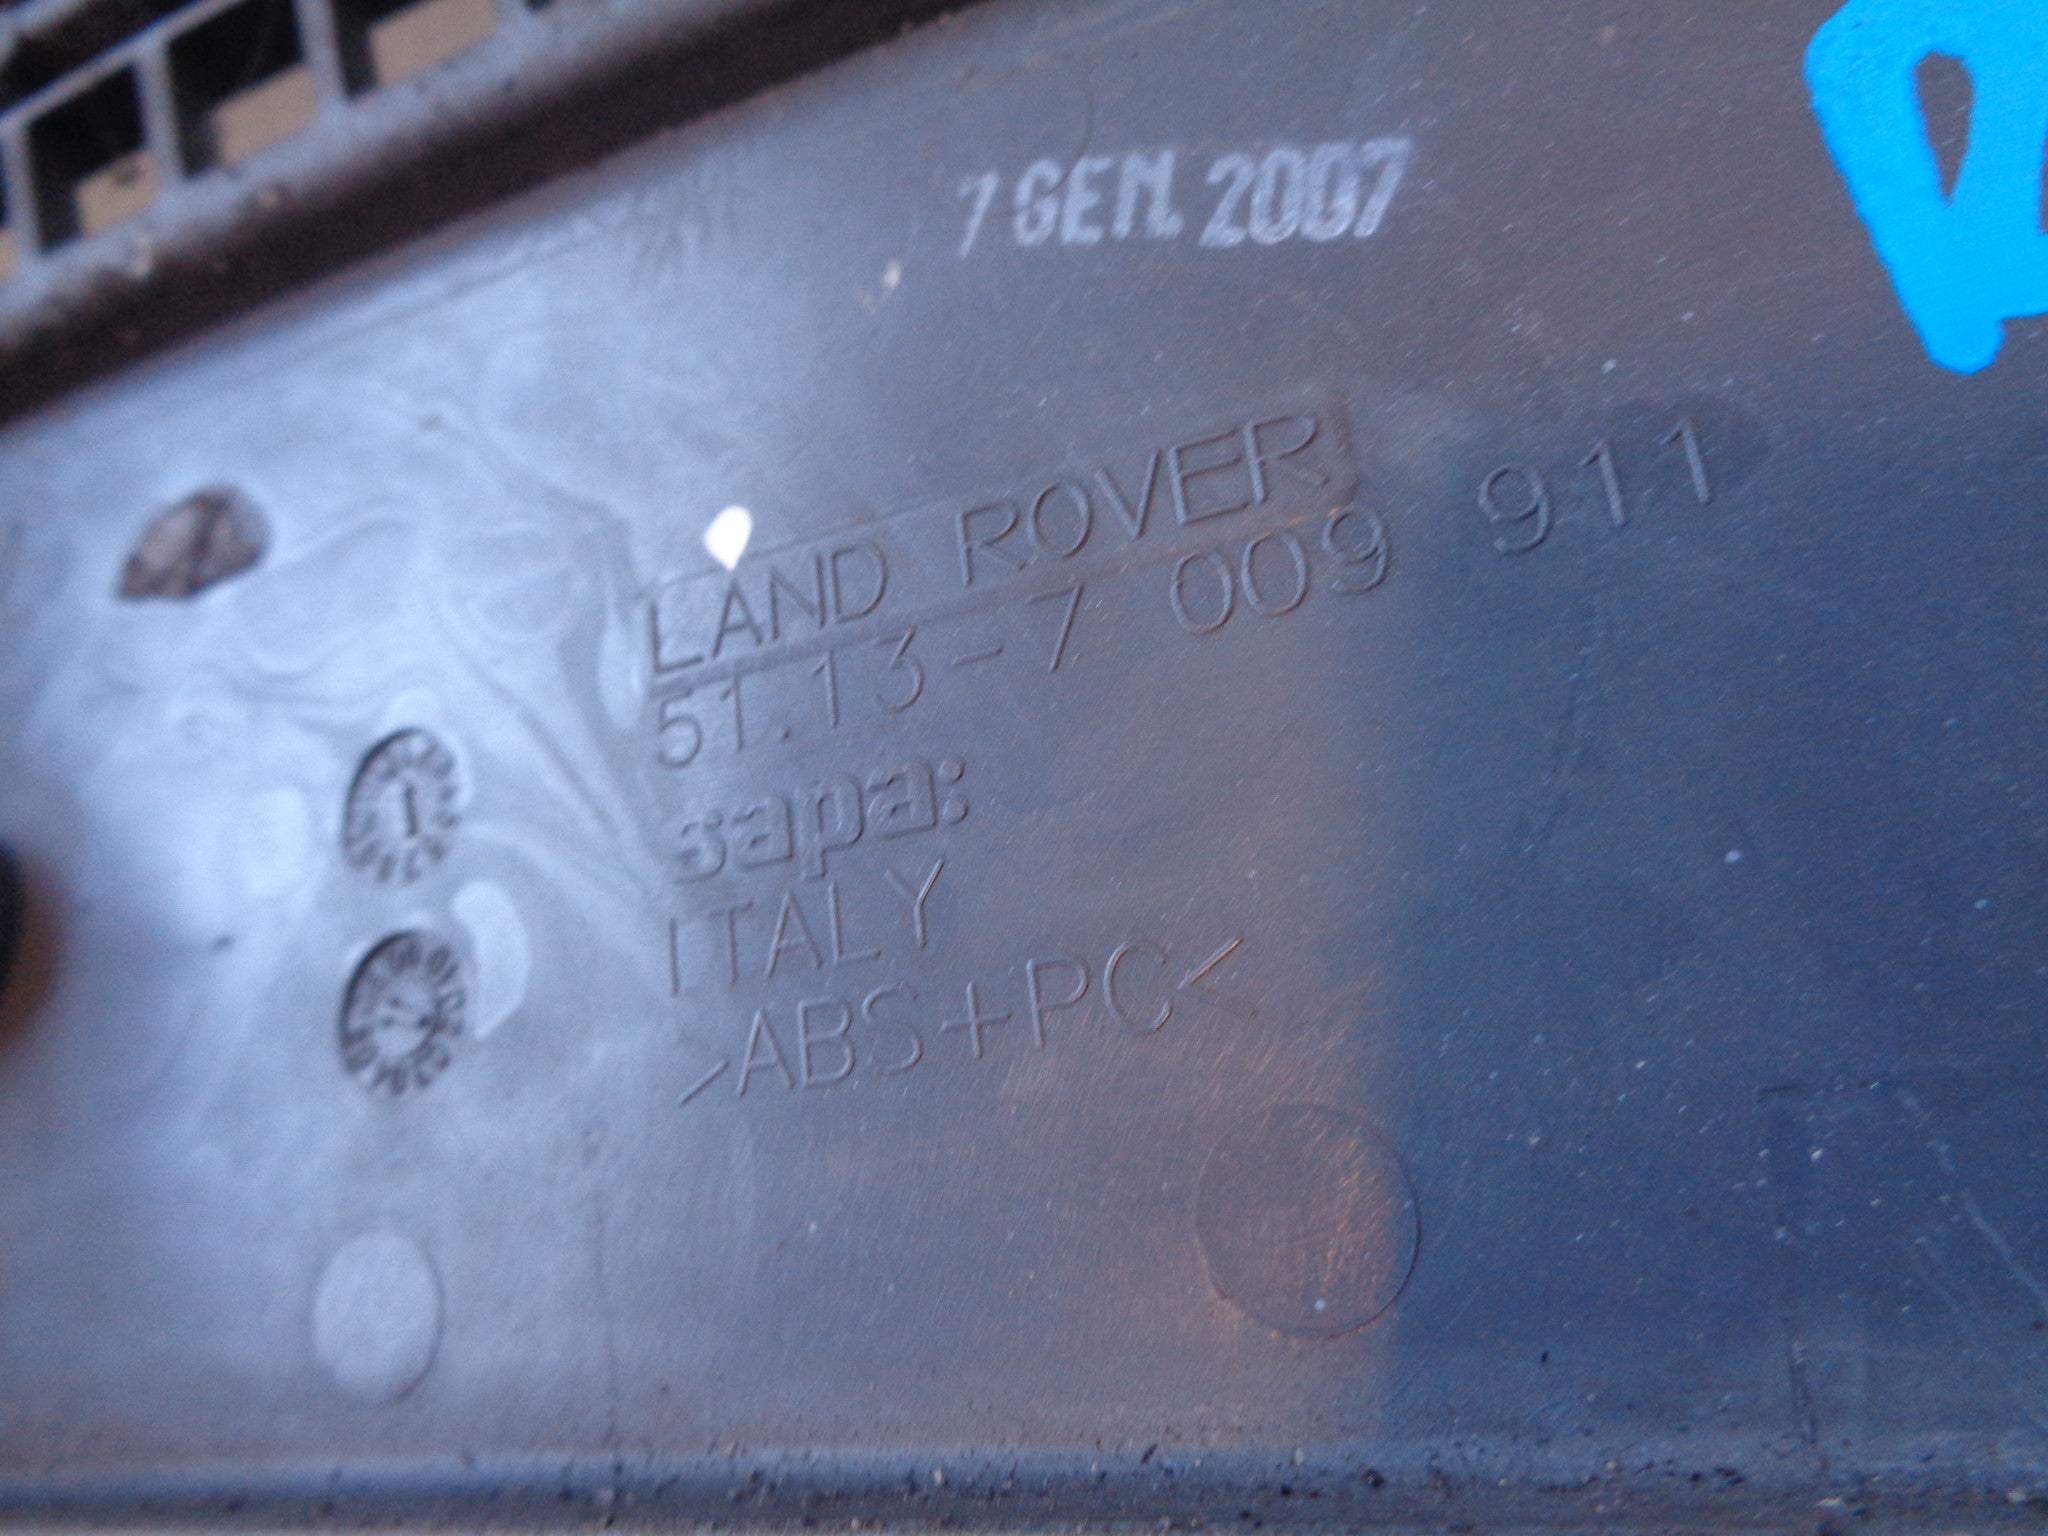 7 GEN. 2007
LAND ROVER
51.13-7 009 911
sapa:
ITALY
>ABS+PC<